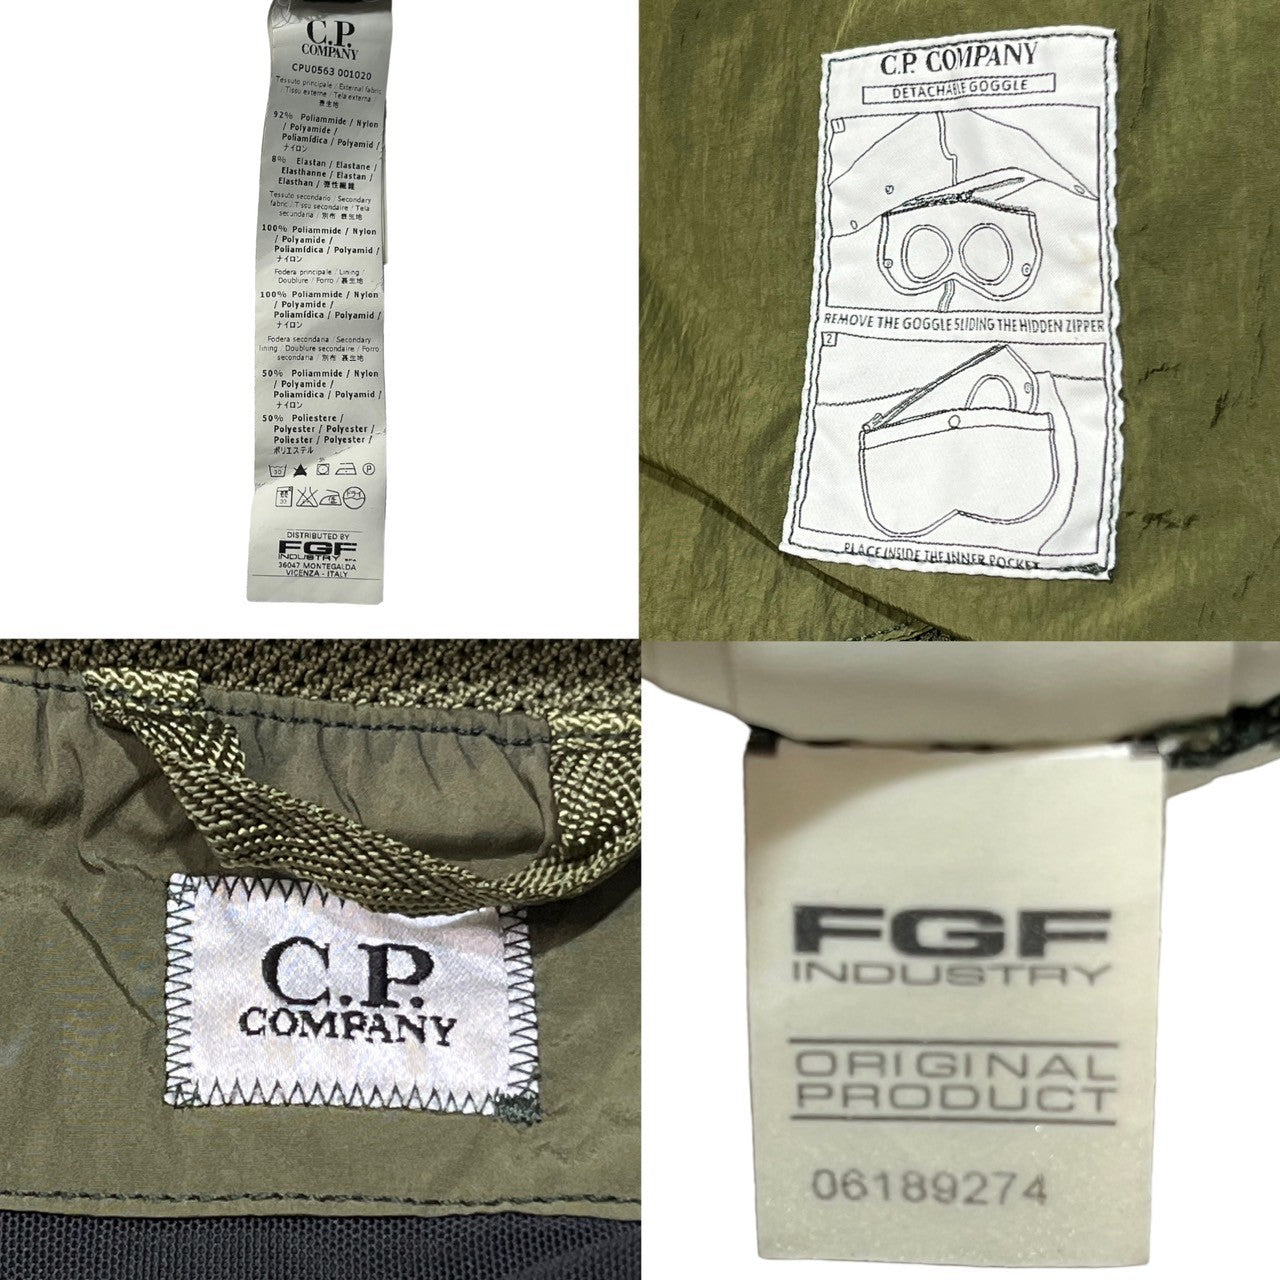 C.P.
COMPANY
CPU0563 001020
Tessuto principale / External fabric
/ Tissu externe / Tela externa
表生地
92% Poliammide / Nylon
/ Polyamide /
Poliamídica / Polyamid /
ナイロン
8% Elastan / Elastane /
Elasthanne / Elastan /
Elasthan / 弾性繊維
Tessuto secondario / Secondary
fabric / Tissu secondaire / Tela
secundaria / 別布 表生地
100% Poliammide / Nylon
/ Polyamide /
Poliamídica / Polyamid /
ナイロン
Fodera principale / Lining /
Doublure / Forro / 裏生地
100% Poliammide / Nylon
/ Polyamide /
Poliamídica / Polyamid /
ナイロン
Fodera secondaria / Secondary
lining / Doublure secondaire / Forro
secundaria / 別布 裏生地
50% Poliammide / Nylon
/ Polyamide /
Poliamídica / Polyamid /
ナイロン
50% Poliestere /
Polyester / Polyester /
Poliester / Polyester /
ポリエステル
30 P
30 ドライ
DISTRIBUTED BY
FGF
INDUSTRY
36047 MONTEGALDA
VICENZA - ITALY
C.P. COMPANY
DETACHABLE GOGGLE
1
REMOVE THE GOGGLE SLIDING THE HIDDEN ZIPPER
2
PLACE INSIDE THE INNER POCKET
C.P.
COMPANY
FGF
INDUSTRY
ORIGINAL
PRODUCT
06189274